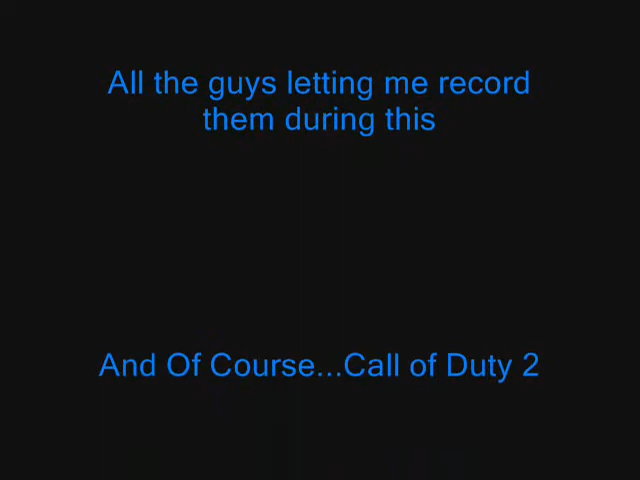 All the guys letting me record
them during this
And Of Course...Call of Duty 2